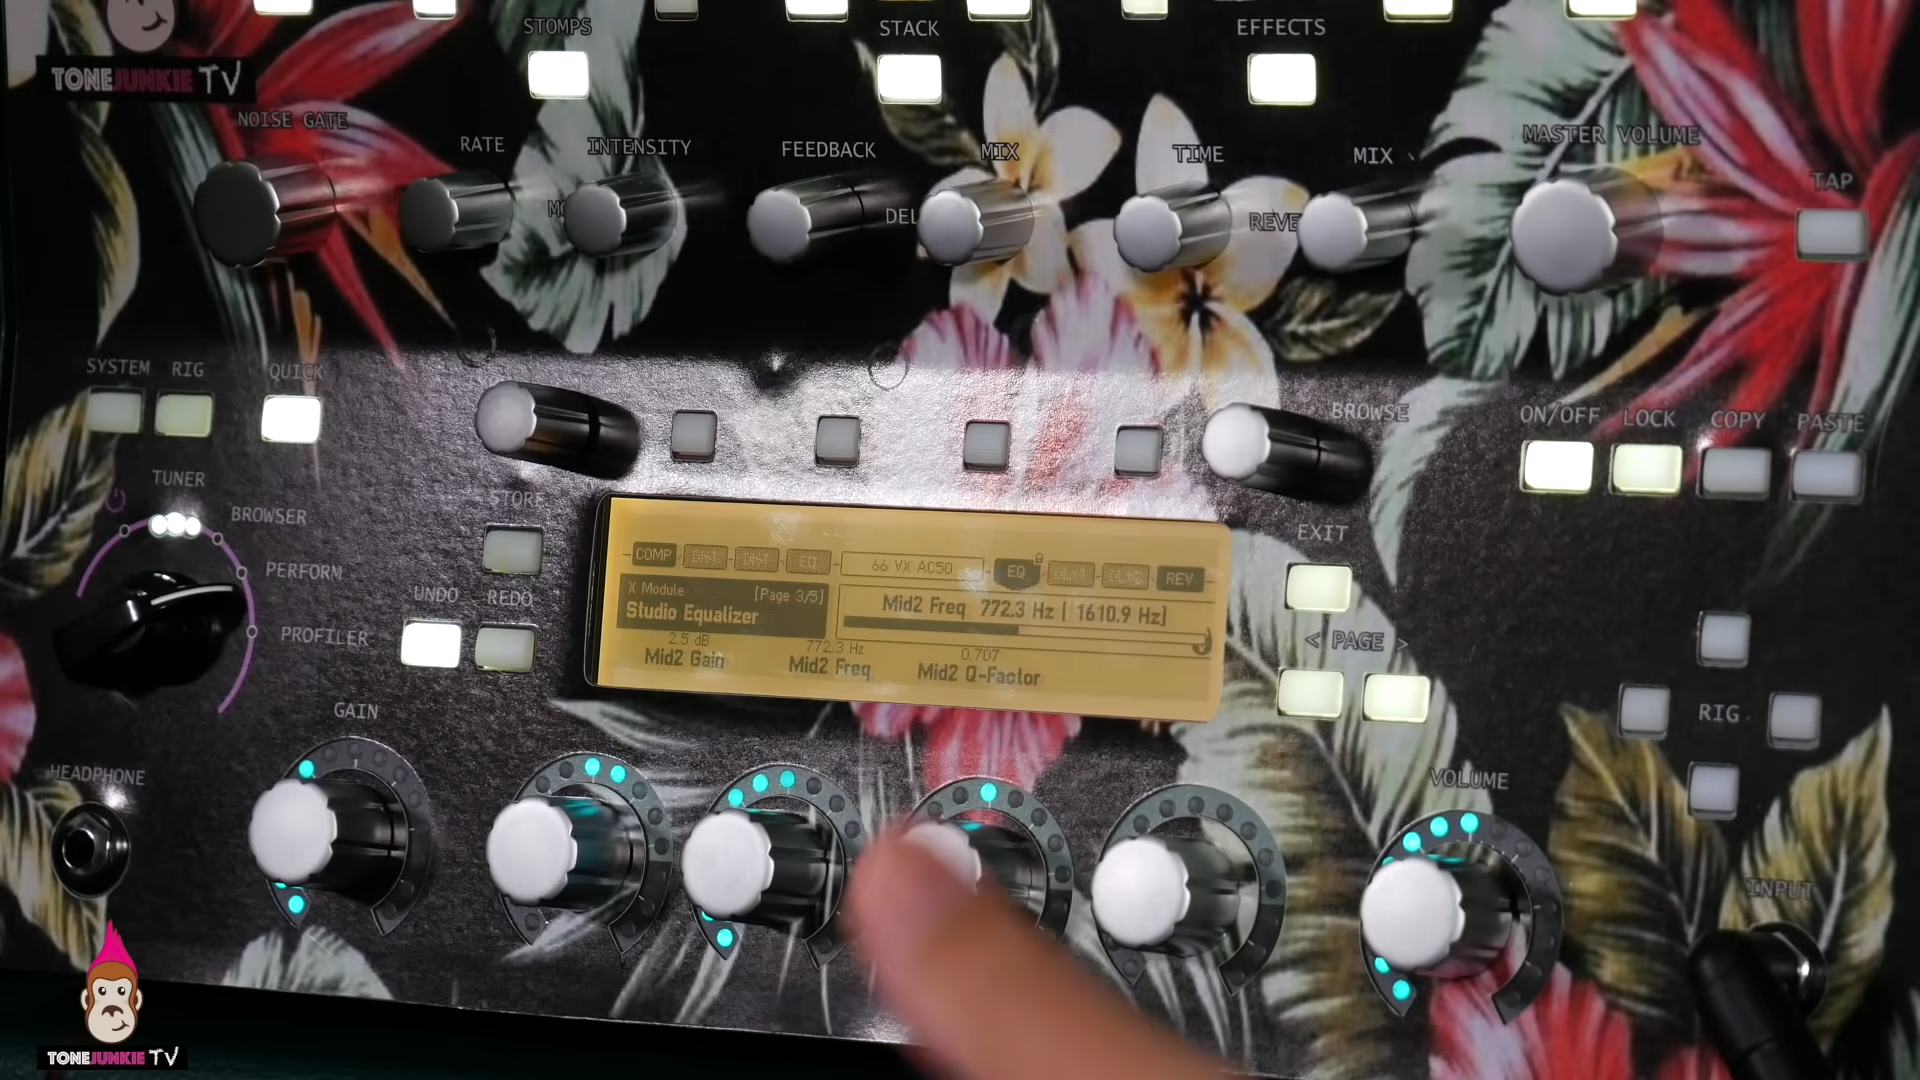 STOMPS
STACK
EFFECTS
TONEJUNKIE TV
NOISE GATE
RATE
INTENSITY
FEEDBACK
MIX
TIME
MIX
MASTER VOLUME
TAP
DEL
REVE
SYSTEM
RIG
QUICK
BROWSE
ON/OFF
LOCK
COPY
PASTE
TUNER
BROWSER
PERFORM
PROFILER
STORE
UNDO
REDO
EXIT
< PAGE >
RIG
COMP
66 VX AC50
EQ
REV
X Module [Page 3/5]
Studio Equalizer
Mid2 Freq 772.3 Hz [ 1610.9 Hz]
2.5 dB
772.3 Hz
0.707
Mid2 Gain
Mid2 Freq
Mid2 Q-Factor
GAIN
HEADPHONE
VOLUME
INPUT
TONEJUNKIE TV